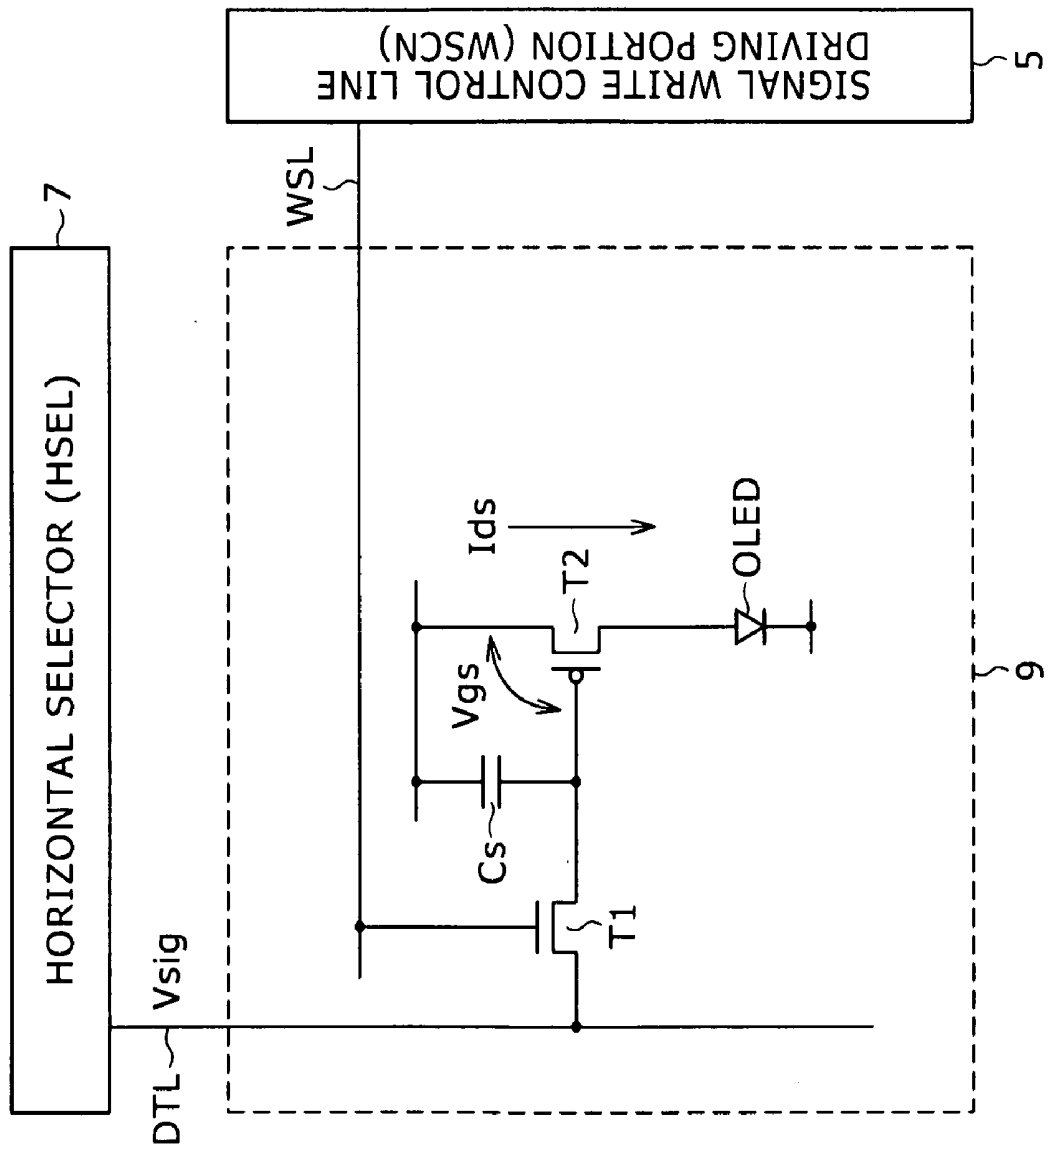 HORIZONTAL SELECTOR (HSEL)
7
DTL
Vsig
WSL
SIGNAL WRITE CONTROL LINE
DRIVING PORTION (WSCN)
5
Ids
Vgs
T2
Cs
T1
OLED
9